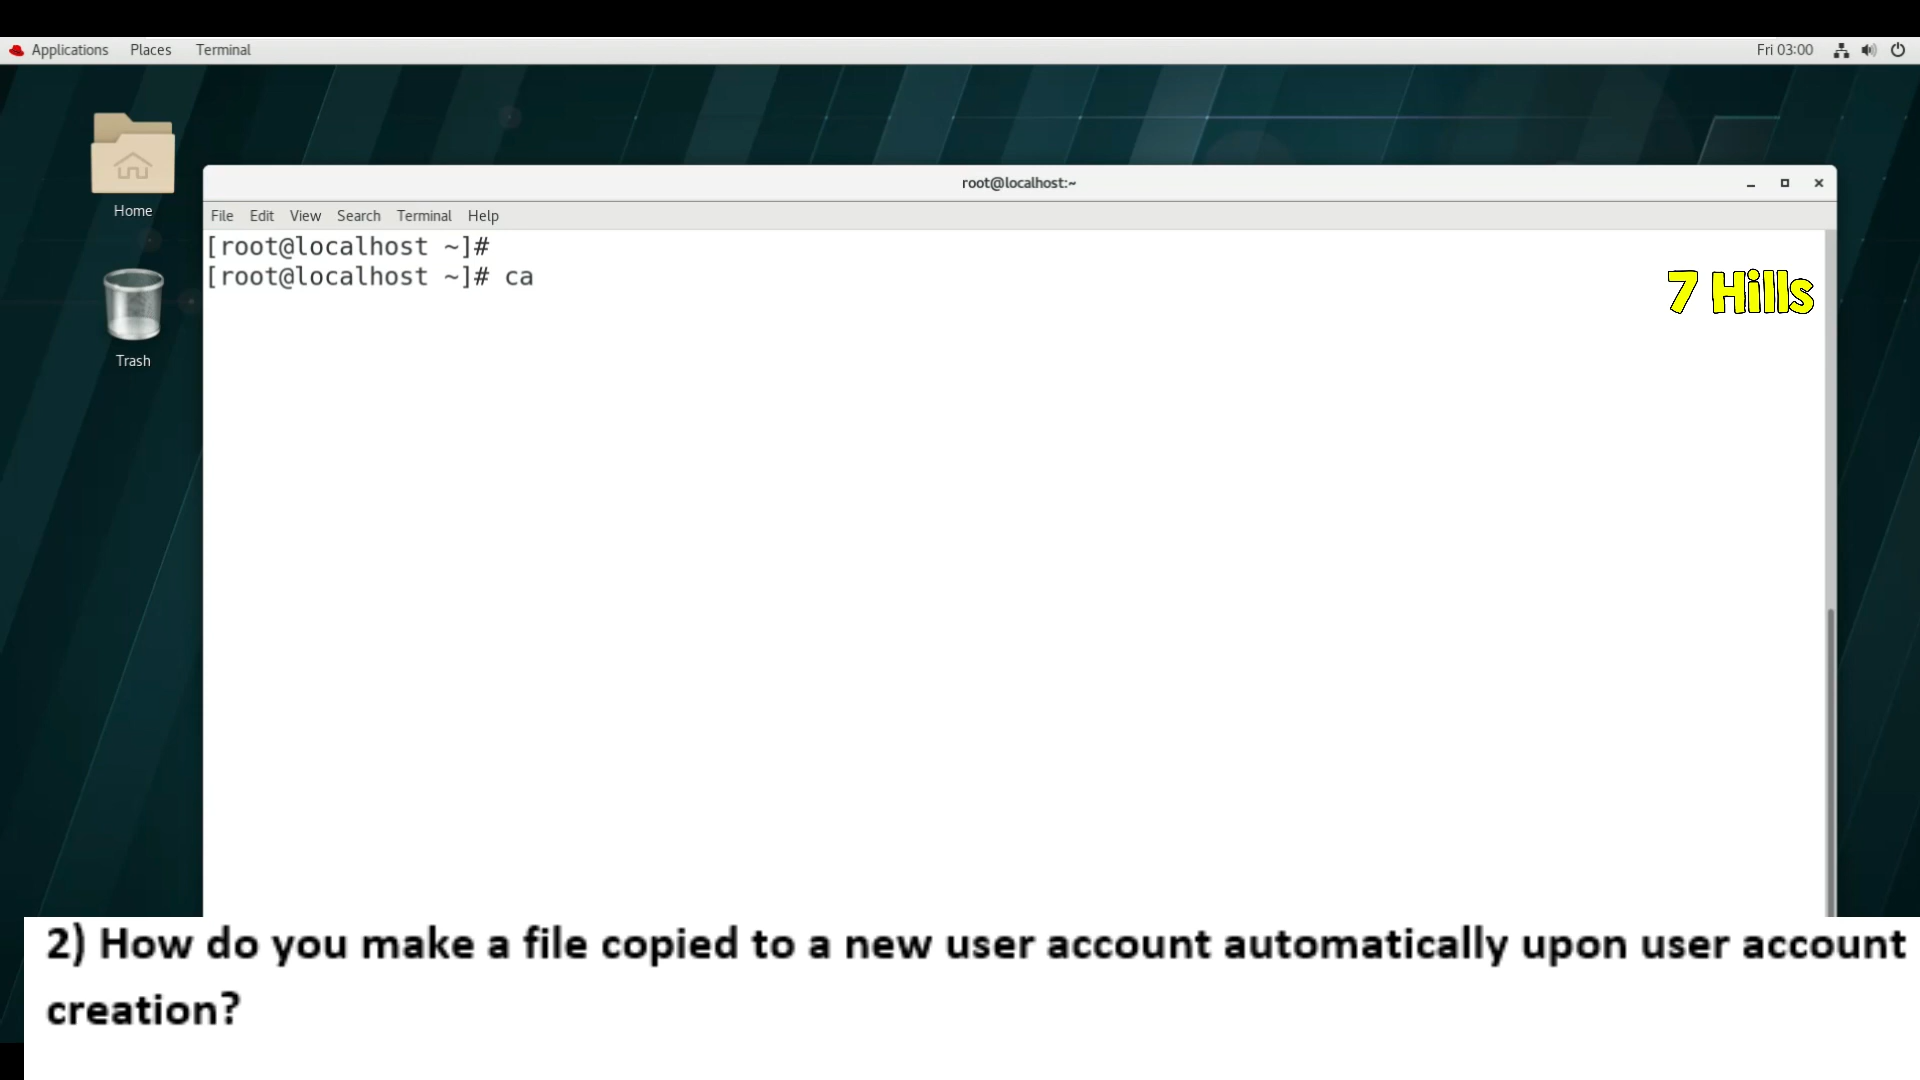 Applications Places Terminal Fri 03:00
Home
Trash
root@localhost:~
File Edit View Search Terminal Help
[root@localhost ~]#
[root@localhost ~]# ca
7 Hills
2) How do you make a file copied to a new user account automatically upon user account
creation?